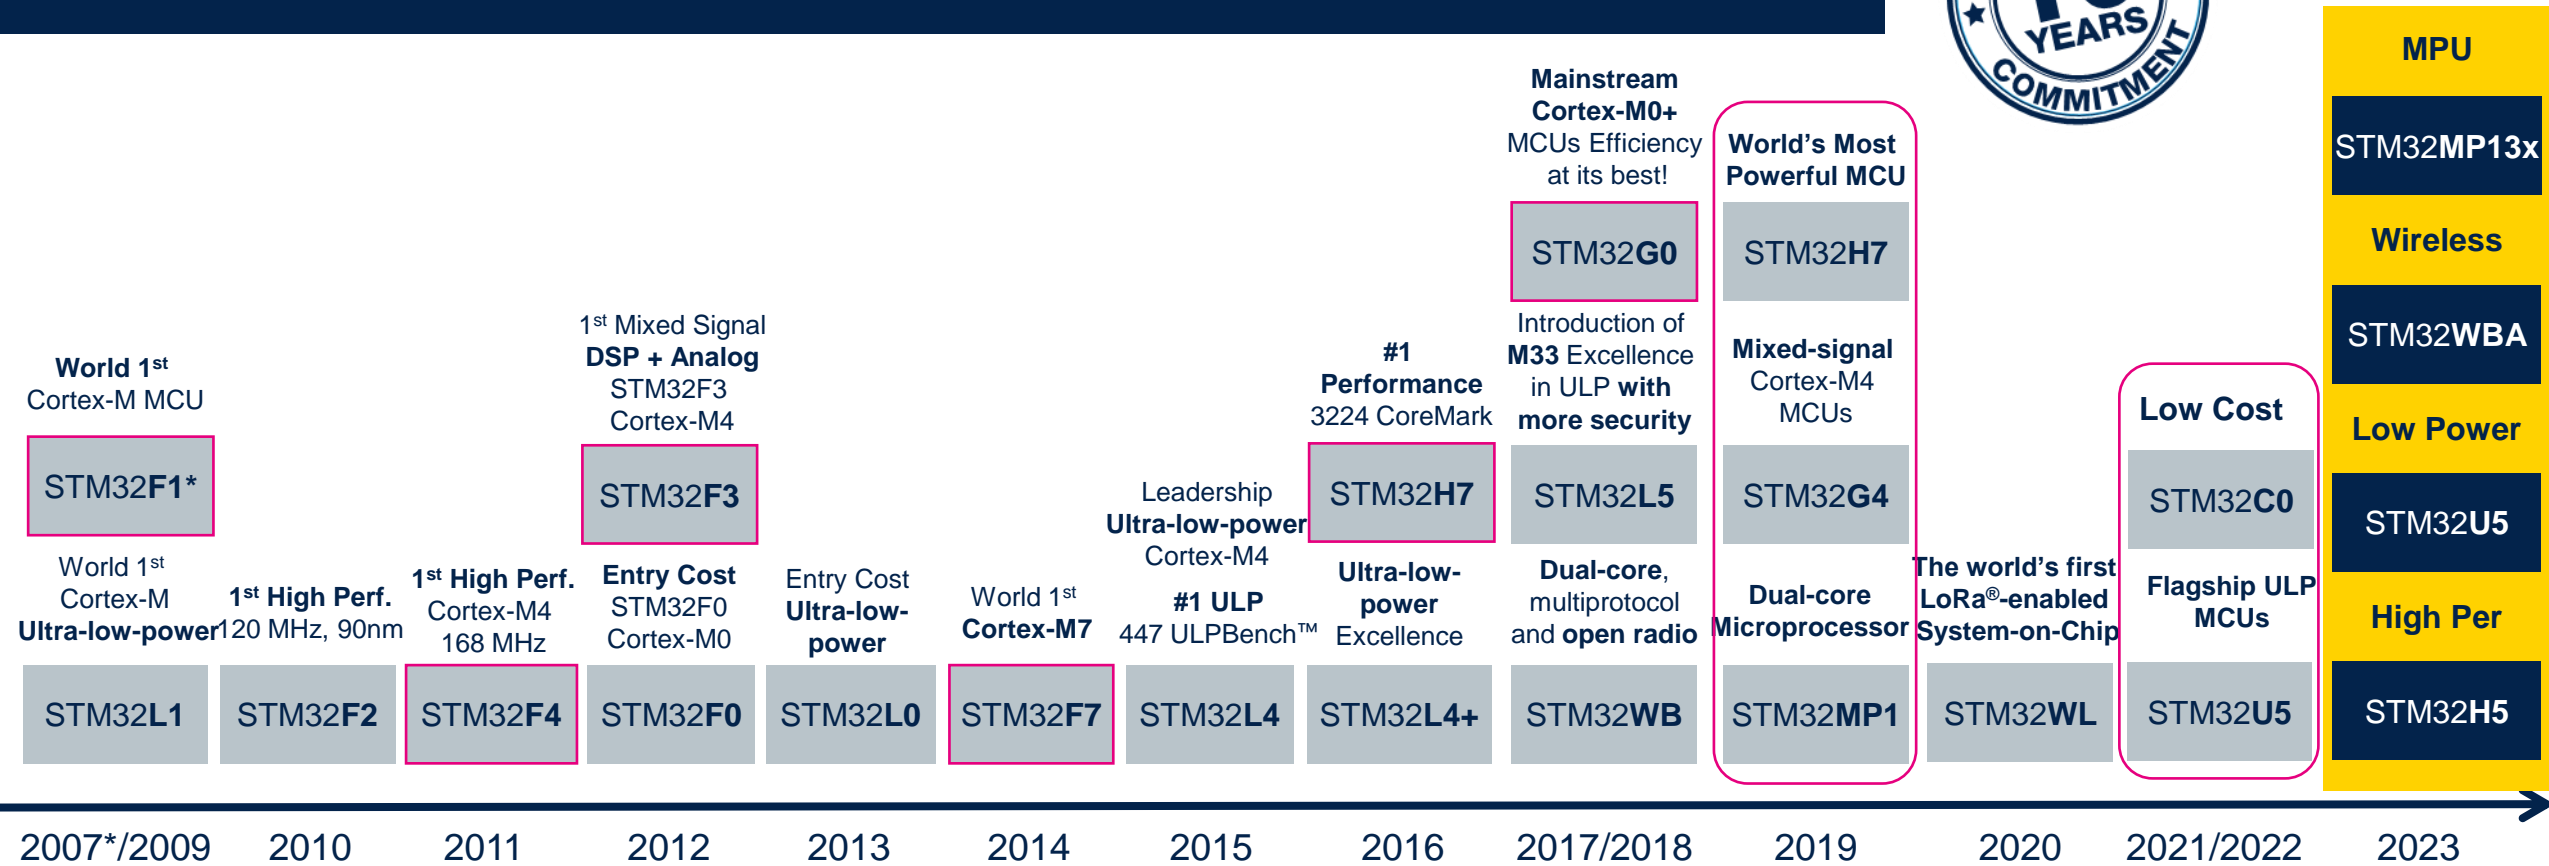 YEARS
COMMITMENT
World 1st
Cortex-M MCU
STM32F1*
World 1st
Cortex-M
Ultra-low-power
STM32L1
1st High Perf.
120 MHz, 90nm
STM32F2
1st High Perf.
Cortex-M4
168 MHz
STM32F4
1st Mixed Signal
DSP + Analog
STM32F3
Cortex-M4
STM32F3
Entry Cost
STM32F0
Cortex-M0
STM32F0
Entry Cost
Ultra-low-
power
STM32L0
World 1st
Cortex-M7
STM32F7
Leadership
Ultra-low-power
Cortex-M4
#1 ULP
447 ULPBench™
STM32L4
#1
Performance
3224 CoreMark
STM32H7
Ultra-low-
power
Excellence
STM32L4+
Mainstream
Cortex-M0+
MCUs Efficiency
at its best!
STM32G0
Introduction of
M33 Excellence
in ULP with
more security
STM32L5
Dual-core,
multiprotocol
and open radio
STM32WB
World's Most
Powerful MCU
STM32H7
Mixed-signal
Cortex-M4
MCUs
STM32G4
Dual-core
Microprocessor
STM32MP1
The world's first
LoRa®-enabled
System-on-Chip
STM32WL
Low Cost
STM32C0
Flagship ULP
MCUs
STM32U5
MPU
STM32MP13x
Wireless
STM32WBA
Low Power
STM32U5
High Per
STM32H5
2007*/2009
2010
2011
2012
2013
2014
2015
2016
2017/2018
2019
2020
2021/2022
2023